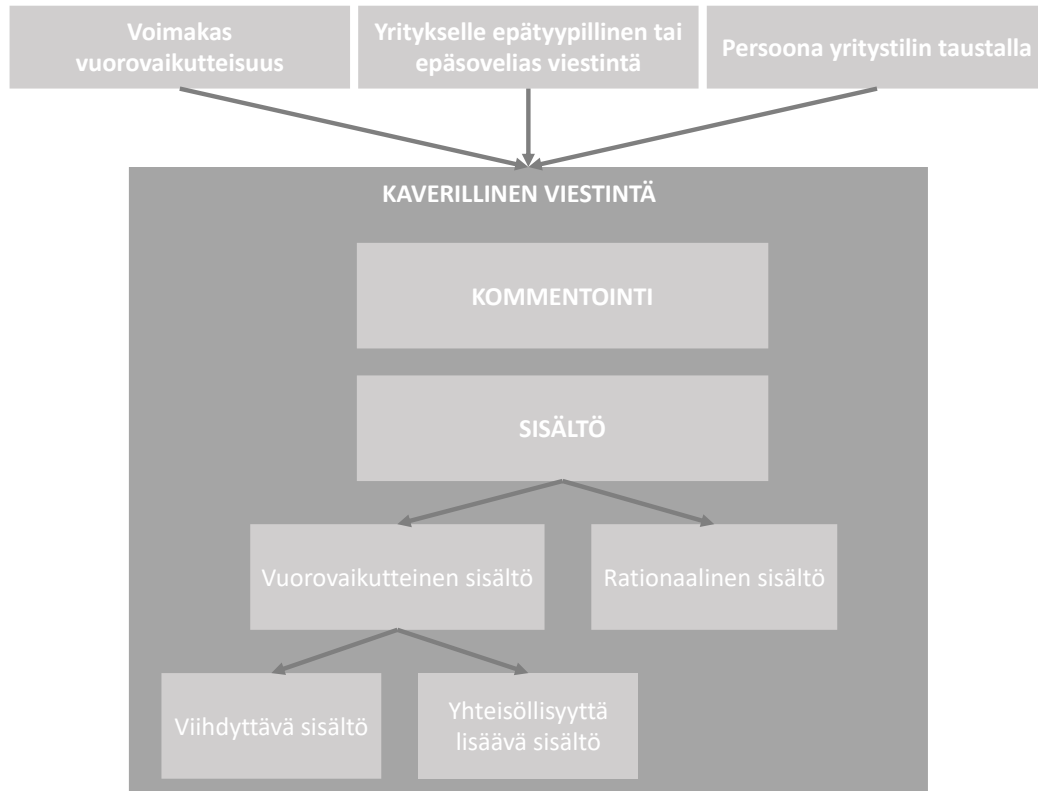 Voimakas
vuorovaikutteisuus
Yritykselle epätyypillinen tai
epäsovelias viestintä
Persoona yritystilin taustalla
KAVERILLINEN VIESTINTÄ
KOMMENTOINTI
SISÄLTÖ
Vuorovaikutteinen sisältö
Rationaalinen sisältö
Viihdyttävä sisältö
Yhteisöllisyyttä
lisäävä sisältö